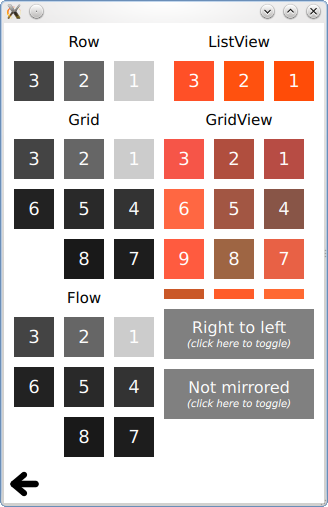 Row
3 2 1
ListView
3 2 1
Grid
3 2 1
6 5 4
8 7
GridView
3 2 1
6 5 4
9 8 7
Flow
3 2 1
6 5 4
8 7
Right to left
(click here to toggle)
Not mirrored
(click here to toggle)